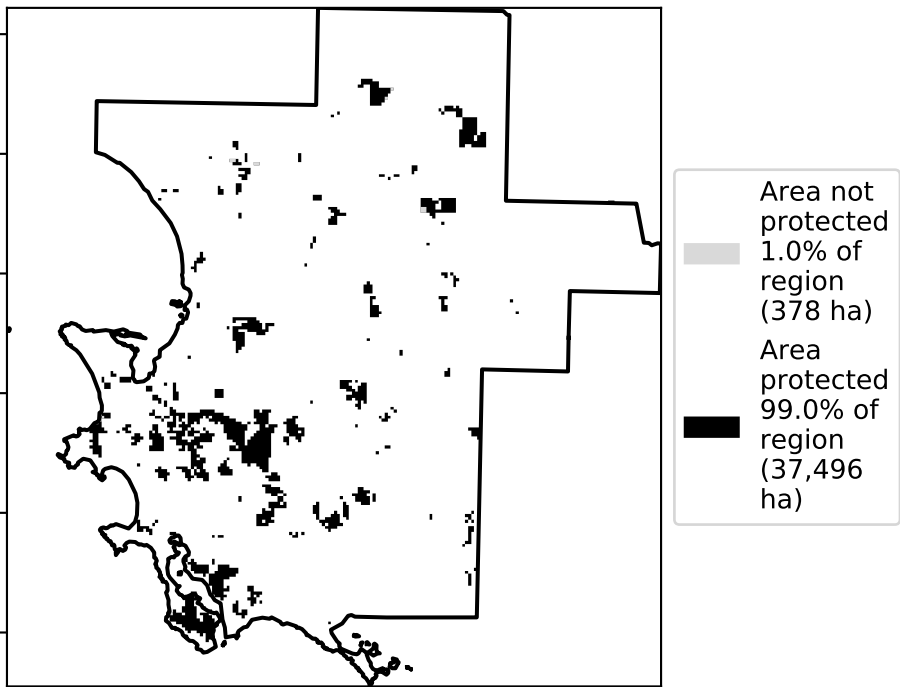 Area not
protected
1.0% of
region
(378 ha)
Area
protected
99.0% of
region
(37,496
ha)